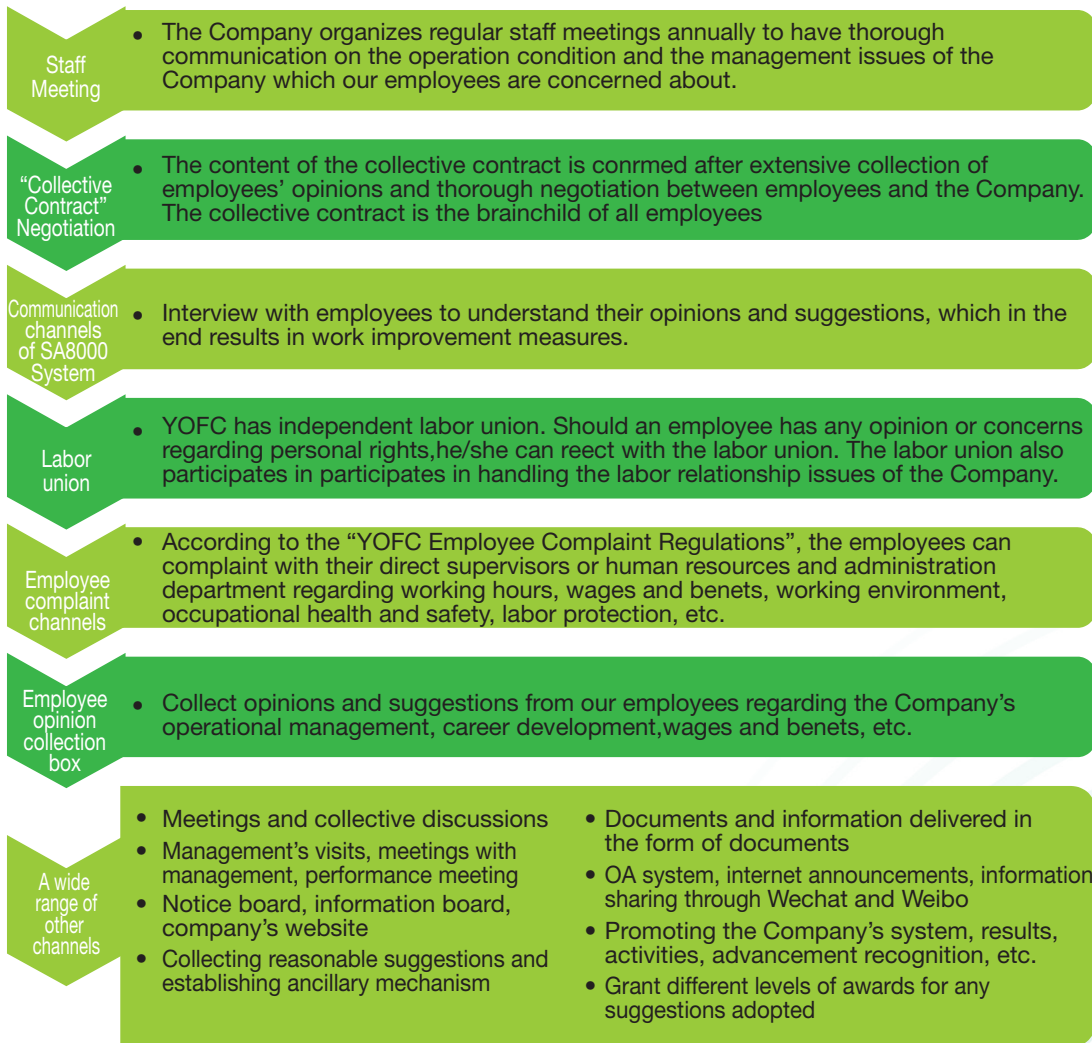 Staff
Meeting
• The Company organizes regular staff meetings annually to have thorough
communication on the operation condition and the management issues of the
Company which our employees are concerned about.
“Collective
Contract”
Negotiation
• The content of the collective contract is conrmed after extensive collection of
employees’ opinions and thorough negotiation between employees and the Company.
The collective contract is the brainchild of all employees
Communication
channels
of SA8000
System
• Interview with employees to understand their opinions and suggestions, which in the
end results in work improvement measures.
Labor
union
• YOFC has independent labor union. Should an employee has any opinion or concerns
regarding personal rights,he/she can reect with the labor union. The labor union also
participates in participates in handling the labor relationship issues of the Company.
Employee
complaint
channels
• According to the “YOFC Employee Complaint Regulations”, the employees can
complaint with their direct supervisors or human resources and administration
department regarding working hours, wages and benets, working environment,
occupational health and safety, labor protection, etc.
Employee
opinion
collection
box
• Collect opinions and suggestions from our employees regarding the Company’s
operational management, career development,wages and benets, etc.
A wide
range of
other
channels
• Meetings and collective discussions
• Management’s visits, meetings with
management, performance meeting
• Notice board, information board,
company’s website
• Collecting reasonable suggestions and
establishing ancillary mechanism
• Documents and information delivered in
the form of documents
• OA system, internet announcements, information
sharing through Wechat and Weibo
• Promoting the Company’s system, results,
activities, advancement recognition, etc.
• Grant different levels of awards for any
suggestions adopted